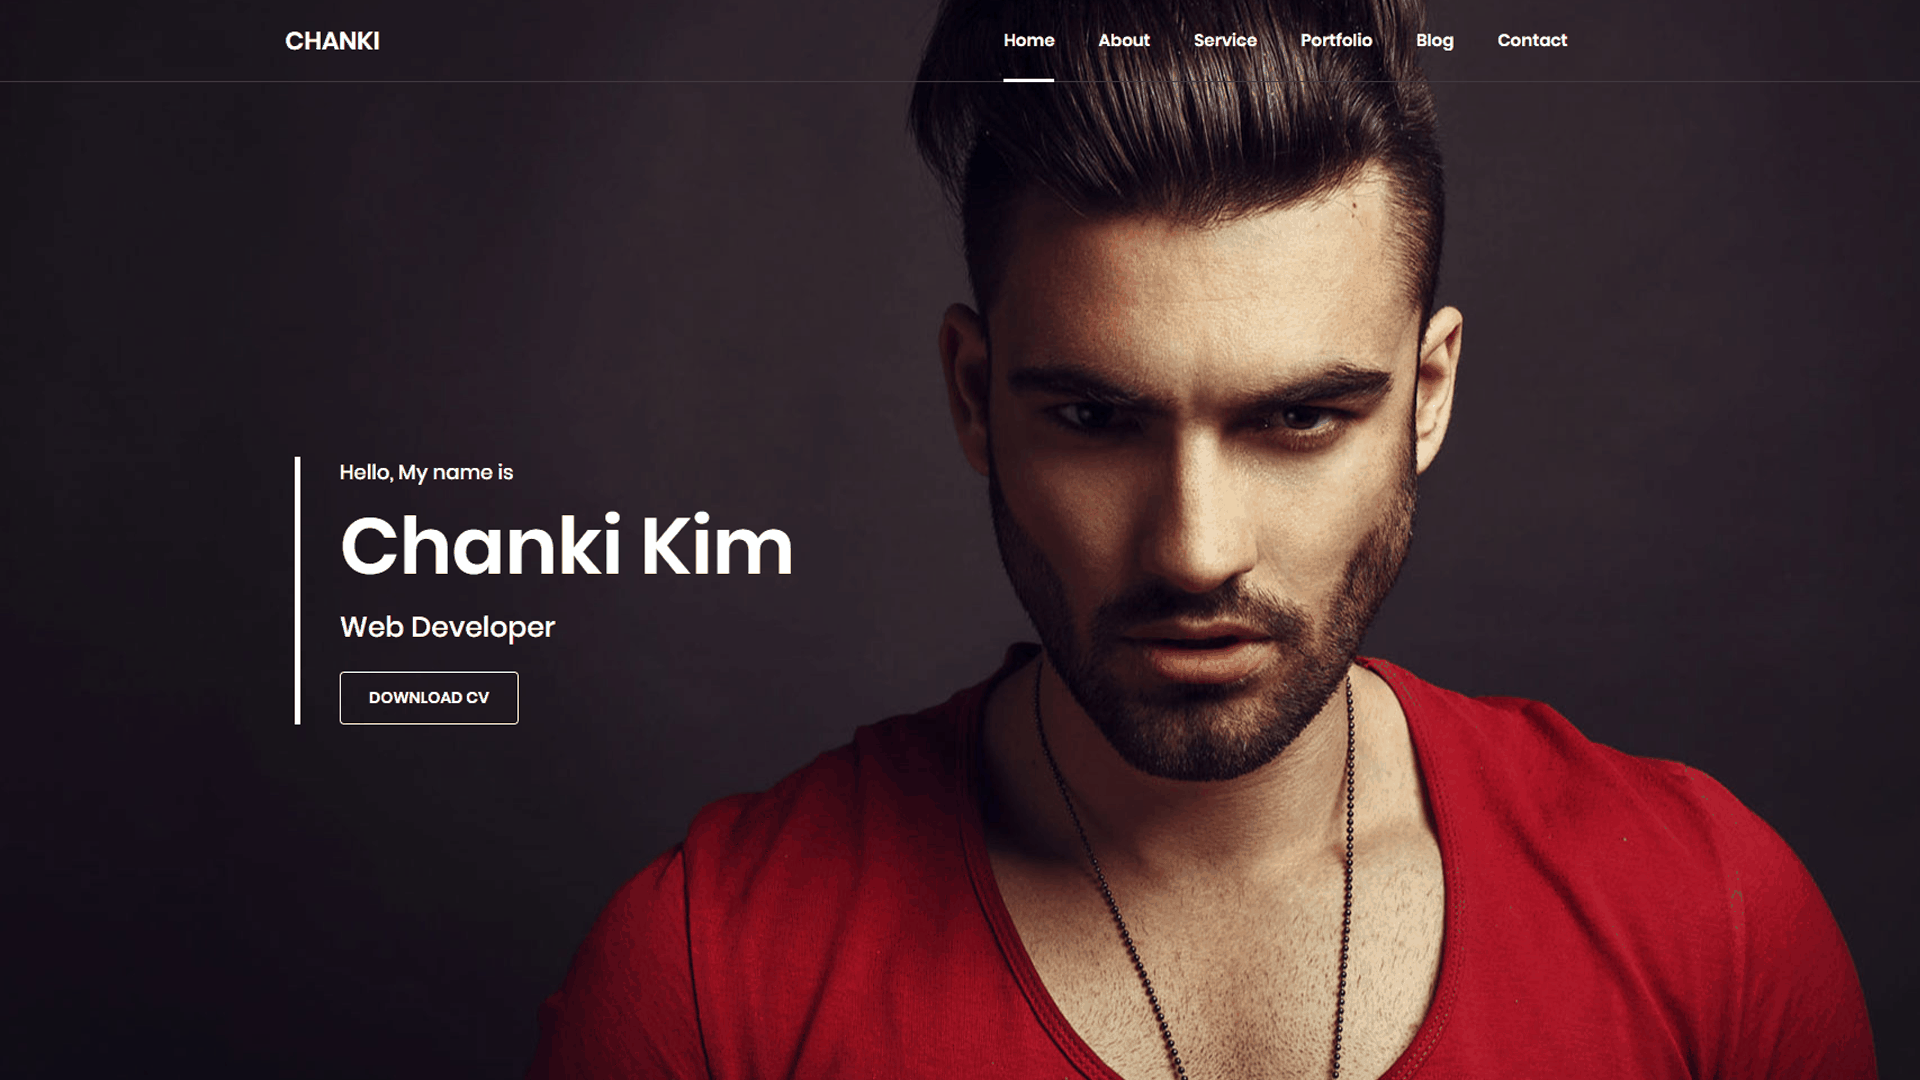 CHANKI
Home About Service Portfolio Blog Contact
Hello, My name is
Chanki Kim
Web Developer
DOWNLOAD CV